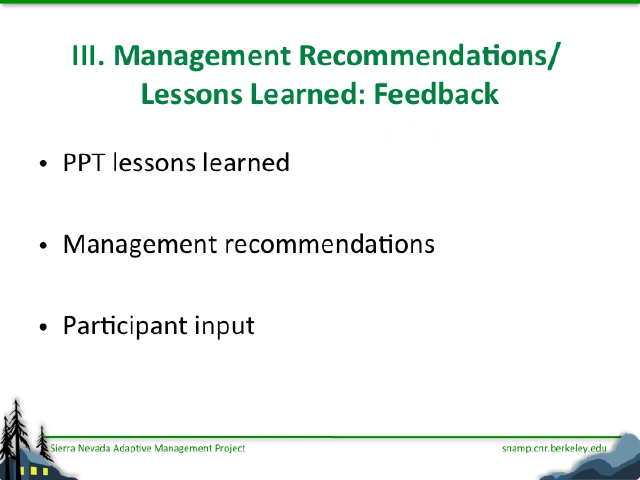 III. Management Recommendations/
Lessons Learned: Feedback
• PPT lessons learned
• Management recommendations
• Participant input
Sierra Nevada Adaptive Management Project
snamp.cnr.berkeley.edu